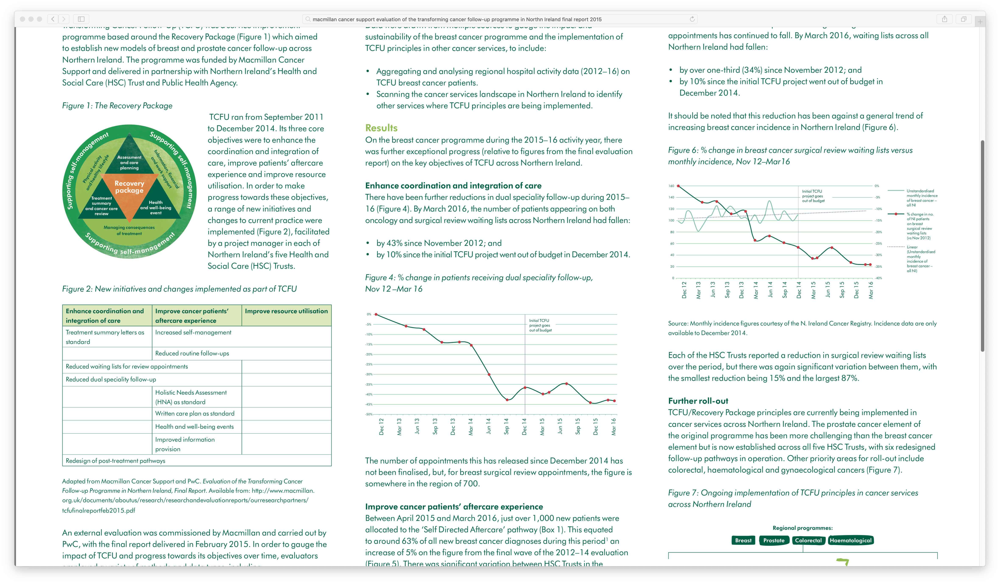 macmillan cancer support evaluation of the transforming cancer follow-up programme in Northn Ireland final report 2015
Transforming Cancer Follow-Up (TCFU) was a service improvement
programme based around the Recovery Package (Figure 1) which aimed
to establish new models of breast and prostate cancer follow-up across
Northern Ireland. The programme was funded by Macmillan Cancer
Support and delivered in partnership with Northern Ireland’s Health and
Social Care (HSC) Trust and Public Health Agency.
Figure 1: The Recovery Package
Supporting self-management
Supporting self-management
Supporting self-management
Physical activity
and healthy lifestyle
Information, financial
and work support
Assessment
and care
planning
Recovery
package
Treatment
summary
and cancer care
review
Health
and well-being
event
Managing consequences
of treatment
TCFU ran from September 2011
to December 2014. Its three core
objectives were to enhance the
coordination and integration of
care, improve patients’ aftercare
experience and improve resource
utilisation. In order to make
progress towards these objectives,
a range of new initiatives and
changes to current practice were
implemented (Figure 2), facilitated
by a project manager in each of
Northern Ireland’s five Health and
Social Care (HSC) Trusts.
Figure 2: New initiatives and changes implemented as part of TCFU
Enhance coordination and
integration of care
Improve cancer patients’
aftercare experience
Improve resource utilisation
Treatment summary letters as
standard
Increased self-management
Reduced routine follow-ups
Reduced waiting lists for review appointments
Reduced dual speciality follow-up
Holistic Needs Assessment
(HNA) as standard
Written care plan as standard
Health and well-being events
Improved information
provision
Redesign of post-treatment pathways
Adapted from Macmillan Cancer Support and PwC. Evaluation of the Transforming Cancer
Follow-up Programme in Northern Ireland, Final Report. Available from: http://www.macmillan.
org.uk/documents/aboutus/research/researchandevaluationreports/ourresearchpartners/
tcfufinalreportfeb2015.pdf
An external evaluation was commissioned by Macmillan and carried out by
PwC, with the final report delivered in February 2015. In order to gauge the
impact of TCFU and progress towards its objectives over time, evaluators
employed a variety of methods and data types, including
Data were drawn from multiple sources to gauge the impact and
sustainability of the breast cancer programme and the implementation of
TCFU principles in other cancer services, to include:
• Aggregating and analysing regional hospital activity data (2012–16) on
TCFU breast cancer patients.
• Scanning the cancer services landscape in Northern Ireland to identify
other services where TCFU principles are being implemented.
Results
On the breast cancer programme during the 2015–16 activity year, there
was further exceptional progress (relative to figures from the final evaluation
report) on the key objectives of TCFU across Northern Ireland.
Enhance coordination and integration of care
There have been further reductions in dual speciality follow-up during 2015–
16 (Figure 4). By March 2016, the number of patients appearing on both
oncology and surgical review waiting lists across Northern Ireland had fallen:
• by 43% since November 2012; and
• by 10% since the initial TCFU project went out of budget in December 2014.
Figure 4: % change in patients receiving dual speciality follow-up,
Nov 12 –Mar 16
0%
-5%
-10%
-15%
-20%
-25%
-30%
-35%
-40%
-45%
-50%
Initial TCFU
project goes
out of budget
Dec 12
Mar 13
Jun 13
Sep 13
Dec 13
Mar 14
Jun 14
Sep 14
Dec 14
Mar 15
Jun 15
Sep 15
Dec 15
Mar 16
The number of appointments this has released since December 2014 has
not been finalised, but, for breast surgical review appointments, the figure is
somewhere in the region of 700.
Improve cancer patients’ aftercare experience
Between April 2015 and March 2016, just over 1,000 new patients were
allocated to the ‘Self Directed Aftercare’ pathway (Box 1). This equated
to around 63% of all new breast cancer diagnoses during this period¹ an
increase of 5% on the figure from the final wave of the 2012–14 evaluation
(Figure 5). There was significant variation between HSC Trusts in the
appointments has continued to fall. By March 2016, waiting lists across all
Northern Ireland had fallen:
• by over one-third (34%) since November 2012; and
• by 10% since the initial TCFU project went out of budget in
December 2014.
It should be noted that this reduction has been against a general trend of
increasing breast cancer incidence in Northern Ireland (Figure 6).
Figure 6: % change in breast cancer surgical review waiting lists versus
monthly incidence, Nov 12–Mar 16
160
140
120
100
80
60
40
20
0
Initial TCFU
project goes
out of budget
0%
-5%
-10%
-15%
-20%
-25%
-30%
-35%
-40%
Dec 12
Mar 13
Jun 13
Sep 13
Dec 13
Mar 14
Jun 14
Sep 14
Dec 14
Mar 15
Jun 15
Sep 15
Dec 15
Mar 16
Unstandardised
monthly incidence
of breast cancer –
all NI
% change in no.
of NI patients
on breast
surgical review
waiting lists
(vs Nov 2012)
Linear
(Unstandardised
monthly
incidence of
breast cancer –
all NI)
Source: Monthly incidence figures courtesy of the N. Ireland Cancer Registry. Incidence data are only
available to December 2014.
Each of the HSC Trusts reported a reduction in surgical review waiting lists
over the period, but there was again significant variation between them, with
the smallest reduction being 15% and the largest 87%.
Further roll-out
TCFU/Recovery Package principles are currently being implemented in
cancer services across Northern Ireland. The prostate cancer element of
the original programme has been more challenging than the breast cancer
element but is now established across all five HSC Trusts, with six redesigned
follow-up pathways in operation. Other priority areas for roll-out include
colorectal, haematological and gynaecological cancers (Figure 7).
Figure 7: Ongoing implementation of TCFU principles in cancer services
across Northern Ireland
Regional programmes:
Breast
Prostate
Colorectal
Haematological